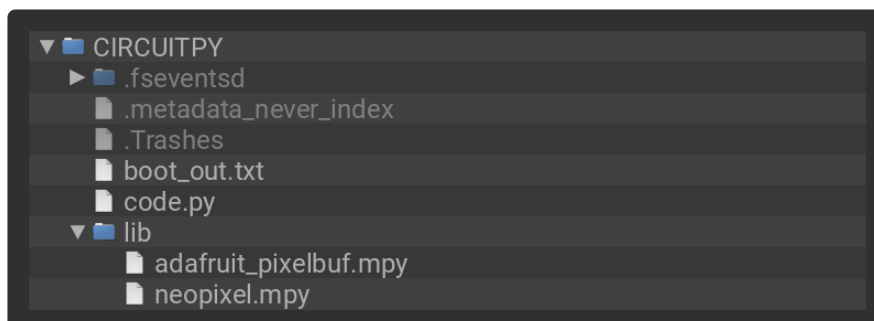 CIRCUITPY
.fseventsd
.metadata_never_index
.Trashes
boot_out.txt
code.py
lib
adafruit_pixelbuf.mpy
neopixel.mpy